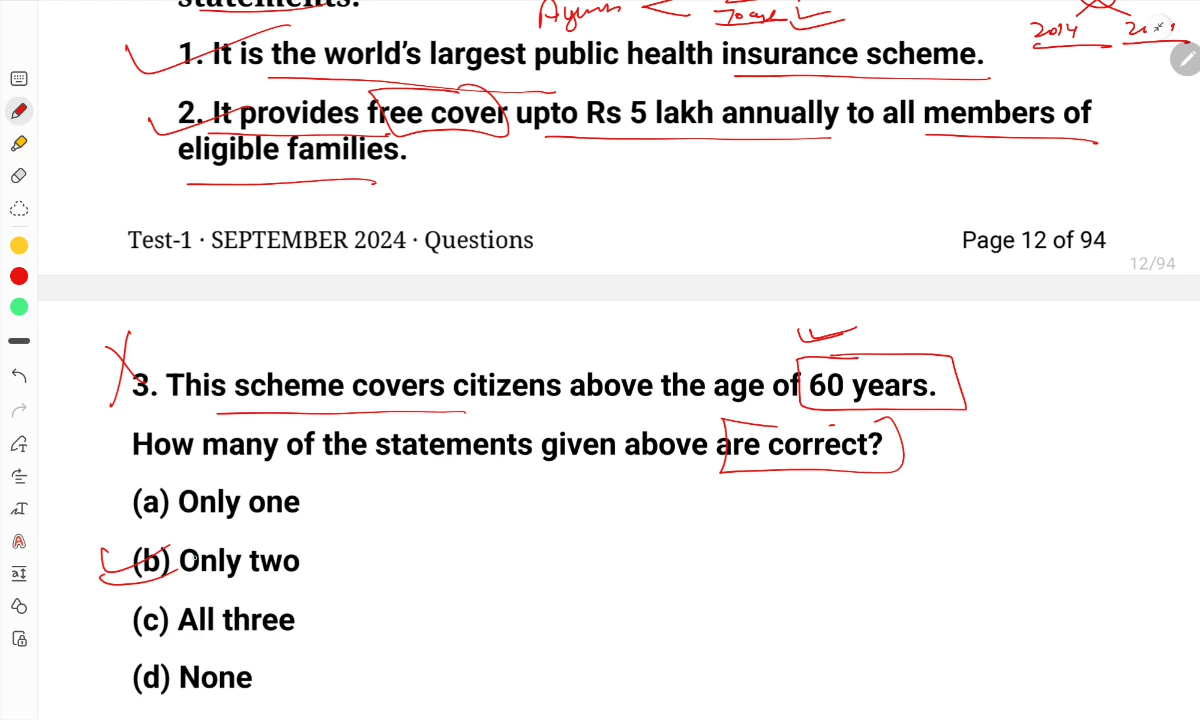 statements.
70 age
2014
1. It is the world's largest public health insurance scheme.
2. It provides free cover upto Rs 5 lakh annually to all members of
eligible families.
Test-1 · SEPTEMBER 2024 · Questions
Page 12 of 94
12/94
3. This scheme covers citizens above the age of 60 years.
How many of the statements given above are correct?
(a) Only one
(b) Only two
(c) All three
(d) None